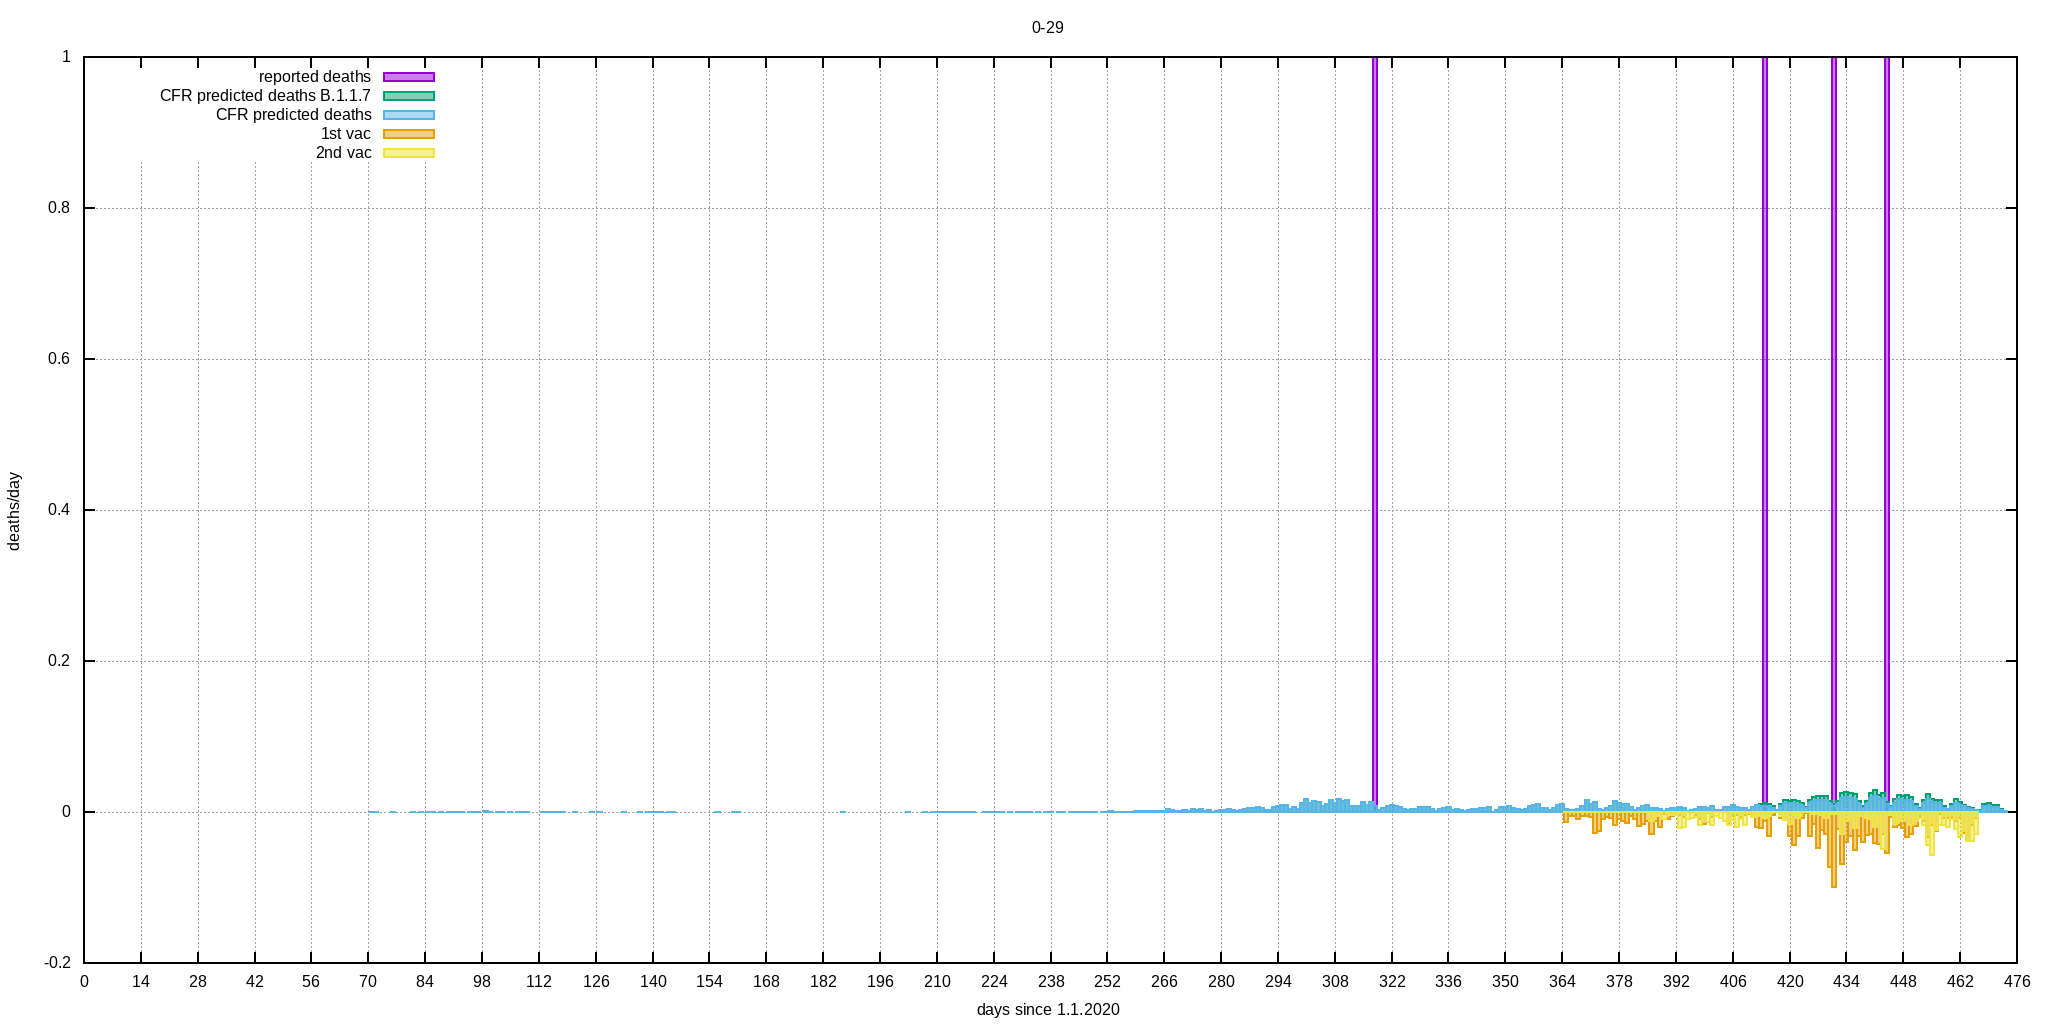 0-29
1
reported deaths
CFR predicted deaths B.1.1.7
CFR predicted deaths
1st vac
2nd vac
0.8
0.6
0.4
deaths/day
0.2
0
-0.2
0 14 28 42 56 70 84 98 112 126 140 154 168 182 196 210 224 238 252 266 280 294 308 322 336 350 364 378 392 406 420 434 448 462 476
days since 1.1.2020